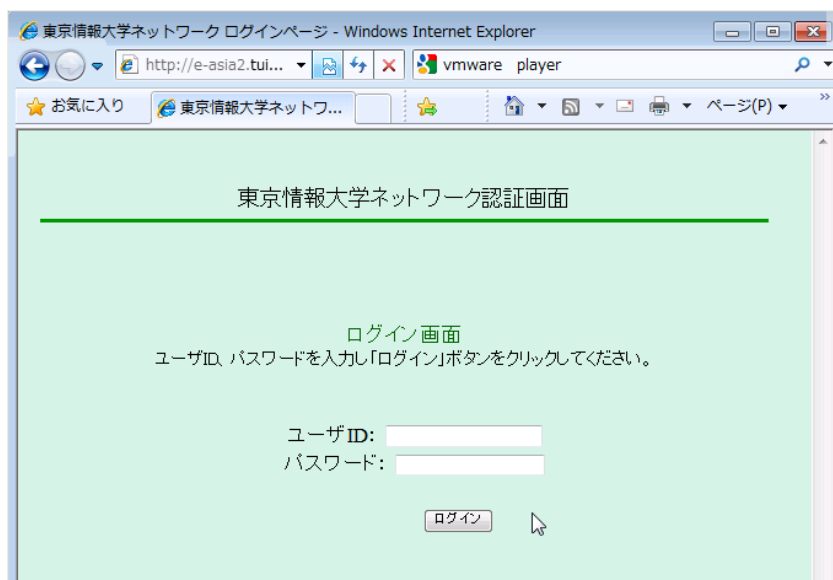 東京情報大学ネットワーク ログインページ - Windows Internet Explorer
http://e-asia2.tui... vmware player
お気に入り 東京情報大学ネットワ... ページ(P)
東京情報大学ネットワーク認証画面
ログイン画面
ユーザID、パスワードを入力し「ログイン」ボタンをクリックしてください。
ユーザID:
パスワード:
ログイン